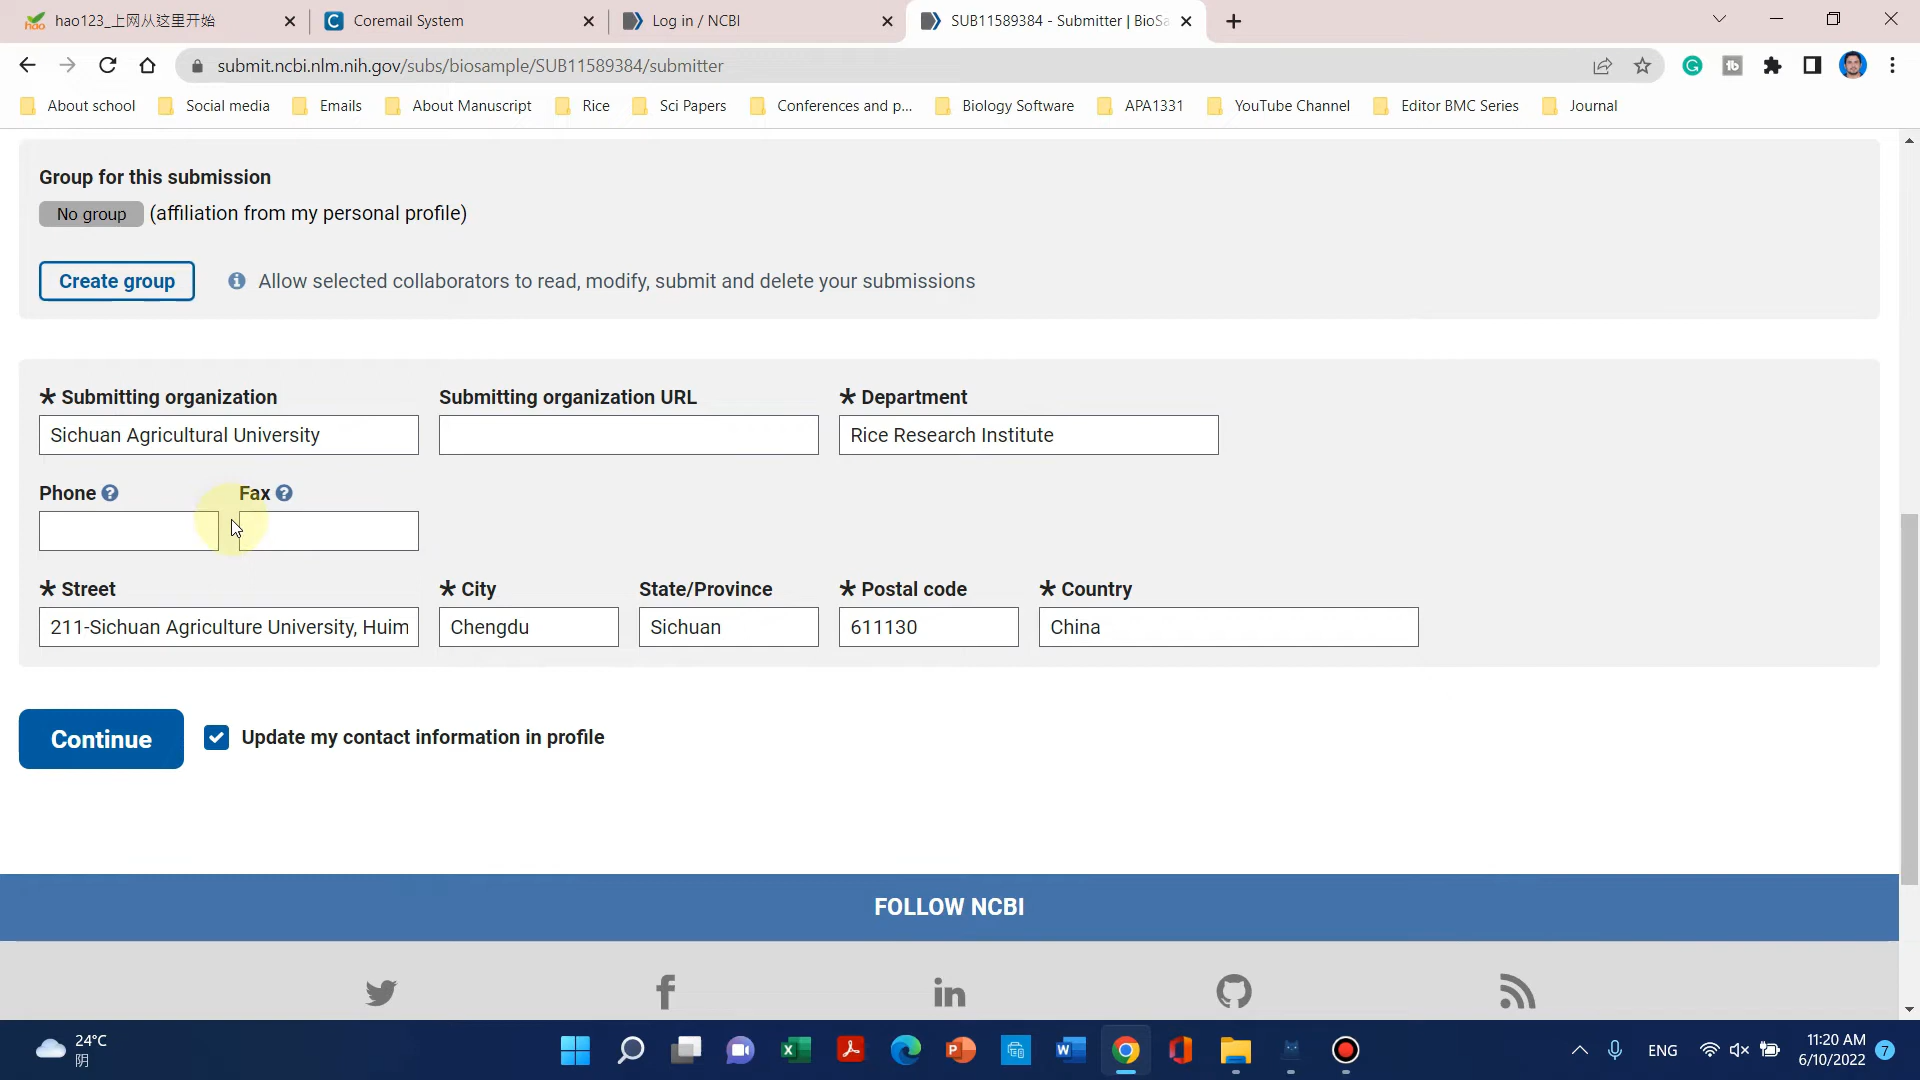 hao123_上网从这里开始
Coremail System
Log in / NCBI
SUB11589384 - Submitter | BioSa
submit.ncbi.nlm.nih.gov/subs/biosample/SUB11589384/submitter
About school
Social media
Emails
About Manuscript
Rice
Sci Papers
Conferences and p...
Biology Software
APA1331
YouTube Channel
Editor BMC Series
Journal
Group for this submission
No group (affiliation from my personal profile)
Create group
Allow selected collaborators to read, modify, submit and delete your submissions
* Submitting organization
Submitting organization URL
* Department
Sichuan Agricultural University
Rice Research Institute
Phone ?
Fax ?
* Street
* City
State/Province
* Postal code
* Country
211-Sichuan Agriculture University, Huim
Chengdu
Sichuan
611130
China
Continue
Update my contact information in profile
FOLLOW NCBI
24°C
阴
ENG
11:20 AM
6/10/2022
7